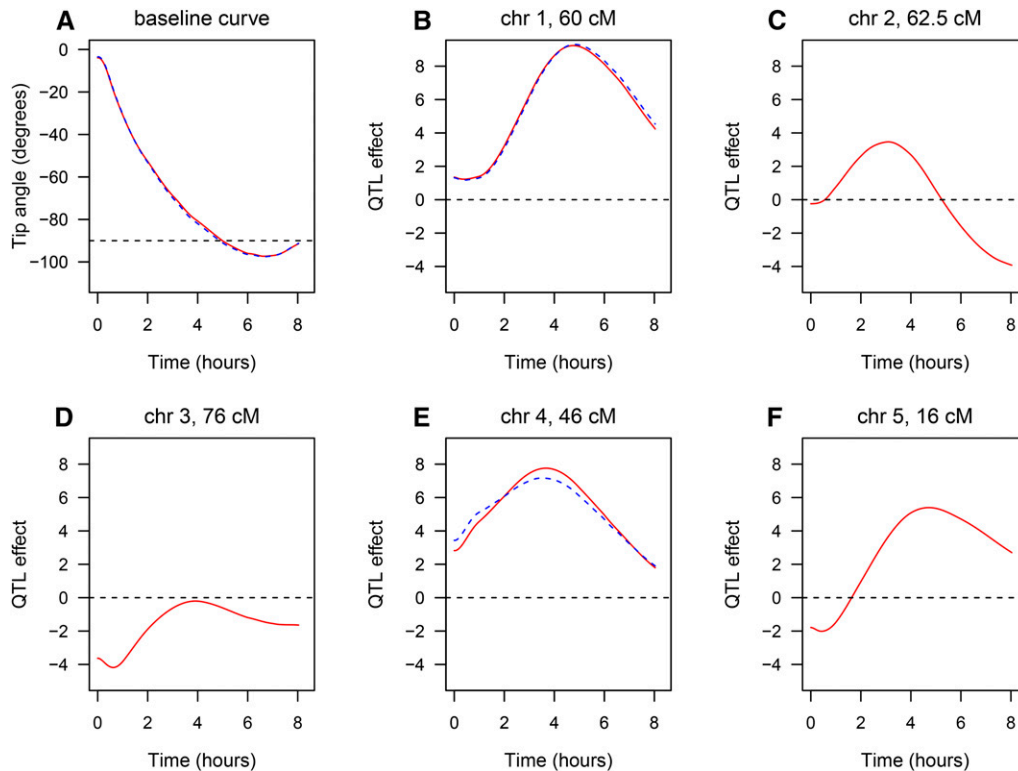 A baseline curve
Tip angle (degrees)
0
−20
−40
−60
−80
−100
0 2 4 6 8
Time (hours)
B chr 1, 60 cM
QTL effect
8
6
4
2
0
−2
−4
0 2 4 6 8
Time (hours)
C chr 2, 62.5 cM
QTL effect
8
6
4
2
0
−2
−4
0 2 4 6 8
Time (hours)
D chr 3, 76 cM
QTL effect
8
6
4
2
0
−2
−4
0 2 4 6 8
Time (hours)
E chr 4, 46 cM
QTL effect
8
6
4
2
0
−2
−4
0 2 4 6 8
Time (hours)
F chr 5, 16 cM
QTL effect
8
6
4
2
0
−2
−4
0 2 4 6 8
Time (hours)